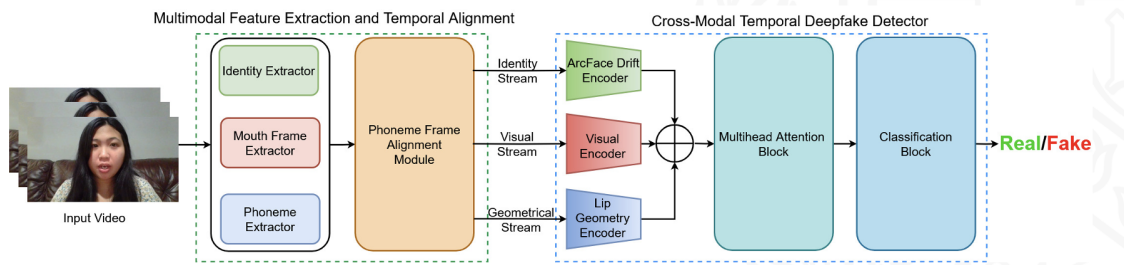 Multimodal Feature Extraction and Temporal Alignment
Cross-Modal Temporal Deepfake Detector
Input Video
Identity Extractor
Mouth Frame
Extractor
Phoneme
Extractor
Phoneme Frame
Alignment
Module
Identity
Stream
Visual
Stream
Geometrical
Stream
ArcFace Drift
Encoder
Visual
Encoder
Lip
Geometry
Encoder
Multihead Attention
Block
Classification
Block
Real/Fake